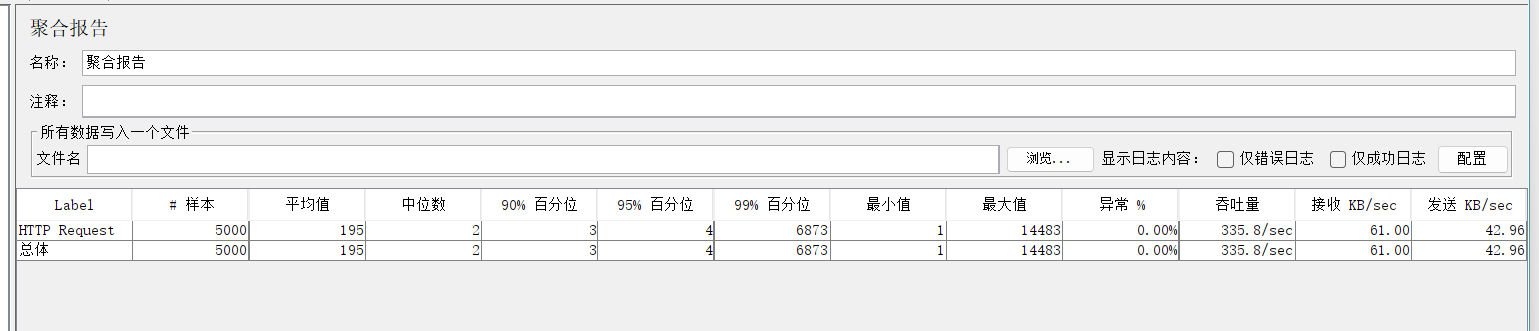 聚合报告
名称： 聚合报告
注释：
所有数据写入一个文件
文件名 浏览... 显示日志内容： 仅错误日志 仅成功日志 配置
Label # 样本 平均值 中位数 90% 百分位 95% 百分位 99% 百分位 最小值 最大值 异常 % 吞吐量 接收 KB/sec 发送 KB/sec
HTTP Request 5000 195 2 3 4 6873 1 14483 0.00% 335.8/sec 61.00 42.96
总体 5000 195 2 3 4 6873 1 14483 0.00% 335.8/sec 61.00 42.96